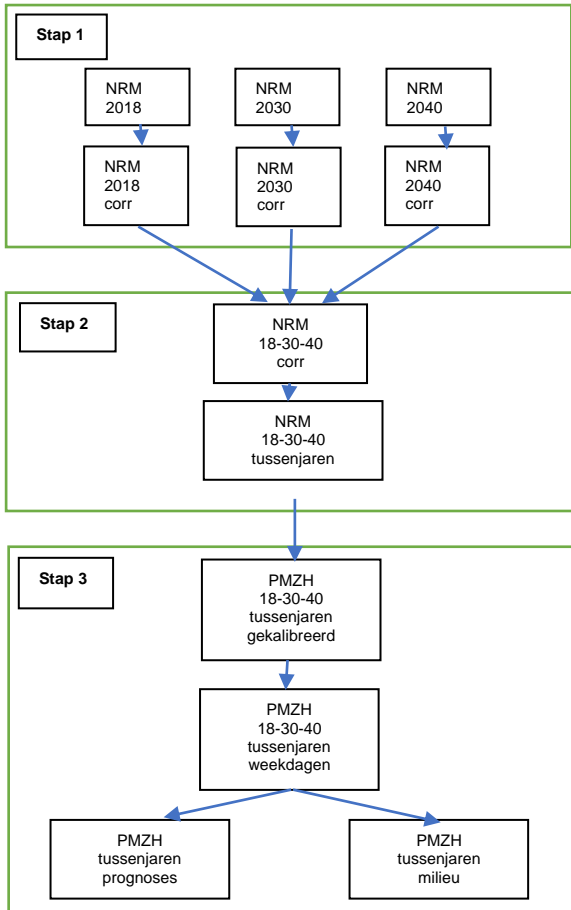 Stap 1
NRM
2018
NRM
2030
NRM
2040
NRM
2018
corr
NRM
2030
corr
NRM
2040
corr
Stap 2
NRM
18-30-40
corr
NRM
18-30-40
tussenjaren
Stap 3
PMZH
18-30-40
tussenjaren
gekalibreerd
PMZH
18-30-40
tussenjaren
weekdagen
PMZH
tussenjaren
prognoses
PMZH
tussenjaren
milieu